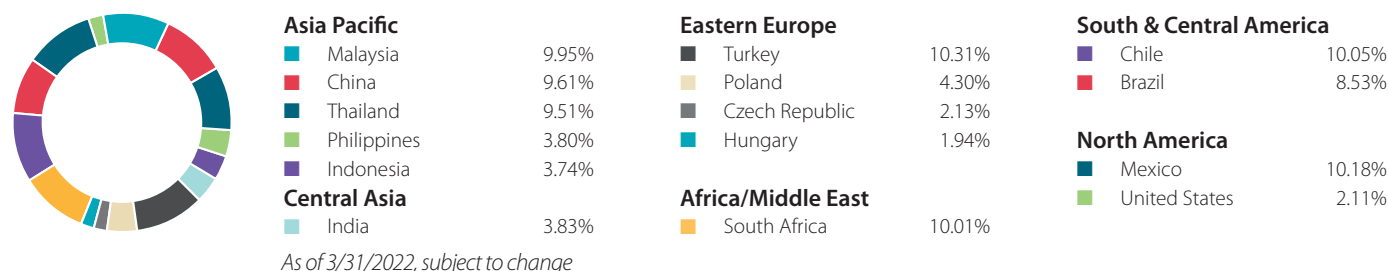 Asia Pacific
Malaysia 9.95%
China 9.61%
Thailand 9.51%
Philippines 3.80%
Indonesia 3.74%
Central Asia
India 3.83%
As of 3/31/2022, subject to change
Eastern Europe
Turkey 10.31%
Poland 4.30%
Czech Republic 2.13%
Hungary 1.94%
Africa/Middle East
South Africa 10.01%
South & Central America
Chile 10.05%
Brazil 8.53%
North America
Mexico 10.18%
United States 2.11%